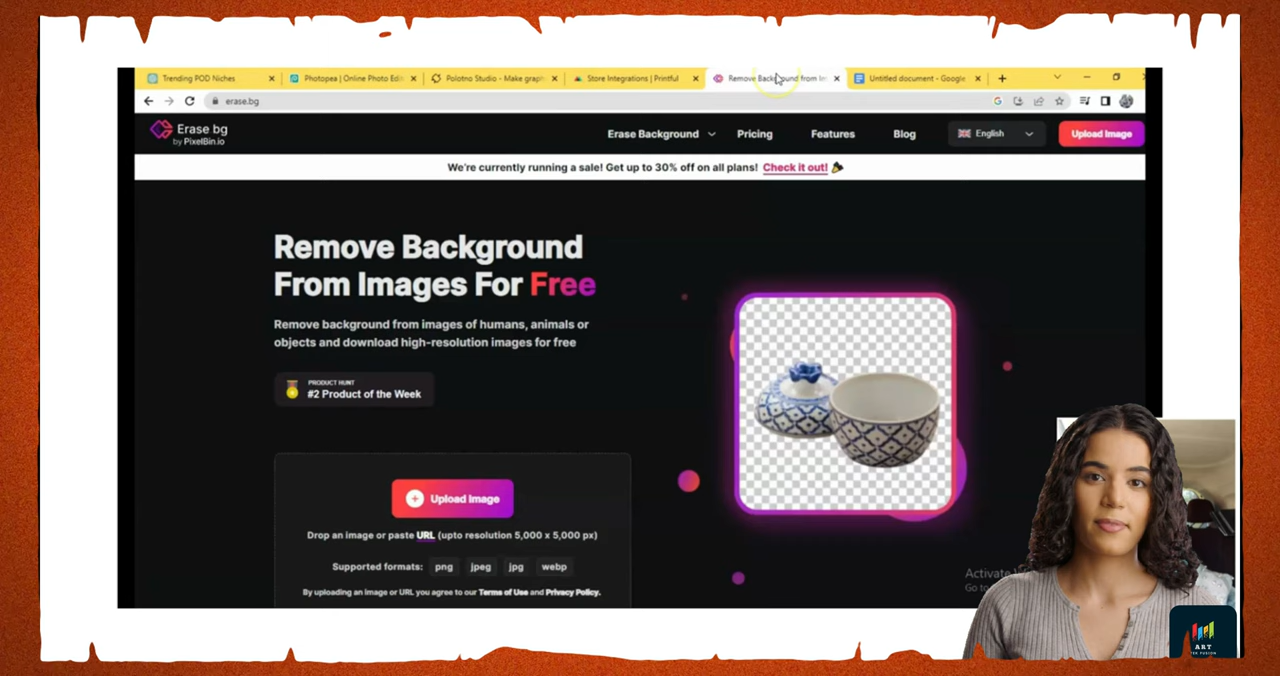 Trending POD Niches
Photopea | Online Photo Edit
Polotno Studio - Make graph
Store Integrations | Printful
Remove Background from Im
Untitled document - Google
erase.bg
Erase.bg
by PixelBin.io
Erase Background
Pricing
Features
Blog
English
Upload Image
We're currently running a sale! Get up to 30% off on all plans! Check it out!
Remove Background
From Images For Free
Remove background from images of humans, animals or
objects and download high-resolution images for free
PRODUCT HUNT
#2 Product of the Week
Upload Image
Drop an image or paste URL (upto resolution 5,000 x 5,000 px)
Supported formats: png jpeg jpg webp
By uploading an image or URL you agree to our Terms of Use and Privacy Policy.
Activate
Go to
ART